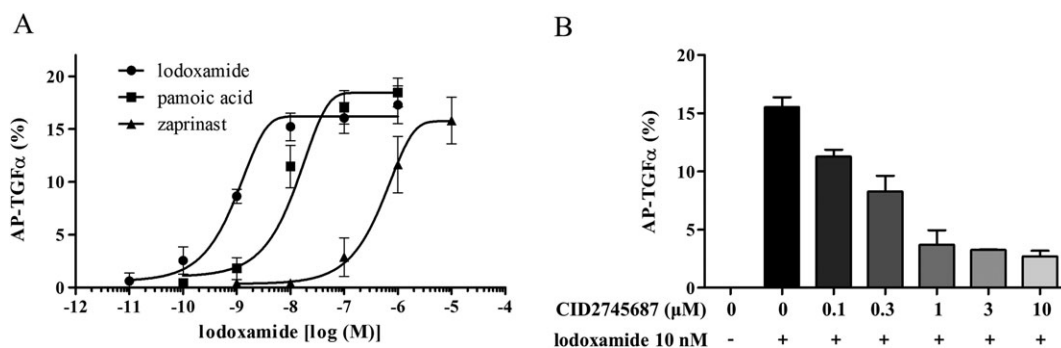 A
AP-TGFα (%)
20
15
10
5
0
lodoxamide
pamoic acid
zaprinast
-12 -11 -10 -9 -8 -7 -6 -5 -4
lodoxamide [log (M)]
B
AP-TGFα (%)
20
15
10
5
0
CID2745687 (μM) 0 0 0.1 0.3 1 3 10
lodoxamide 10 nM - + + + + + +